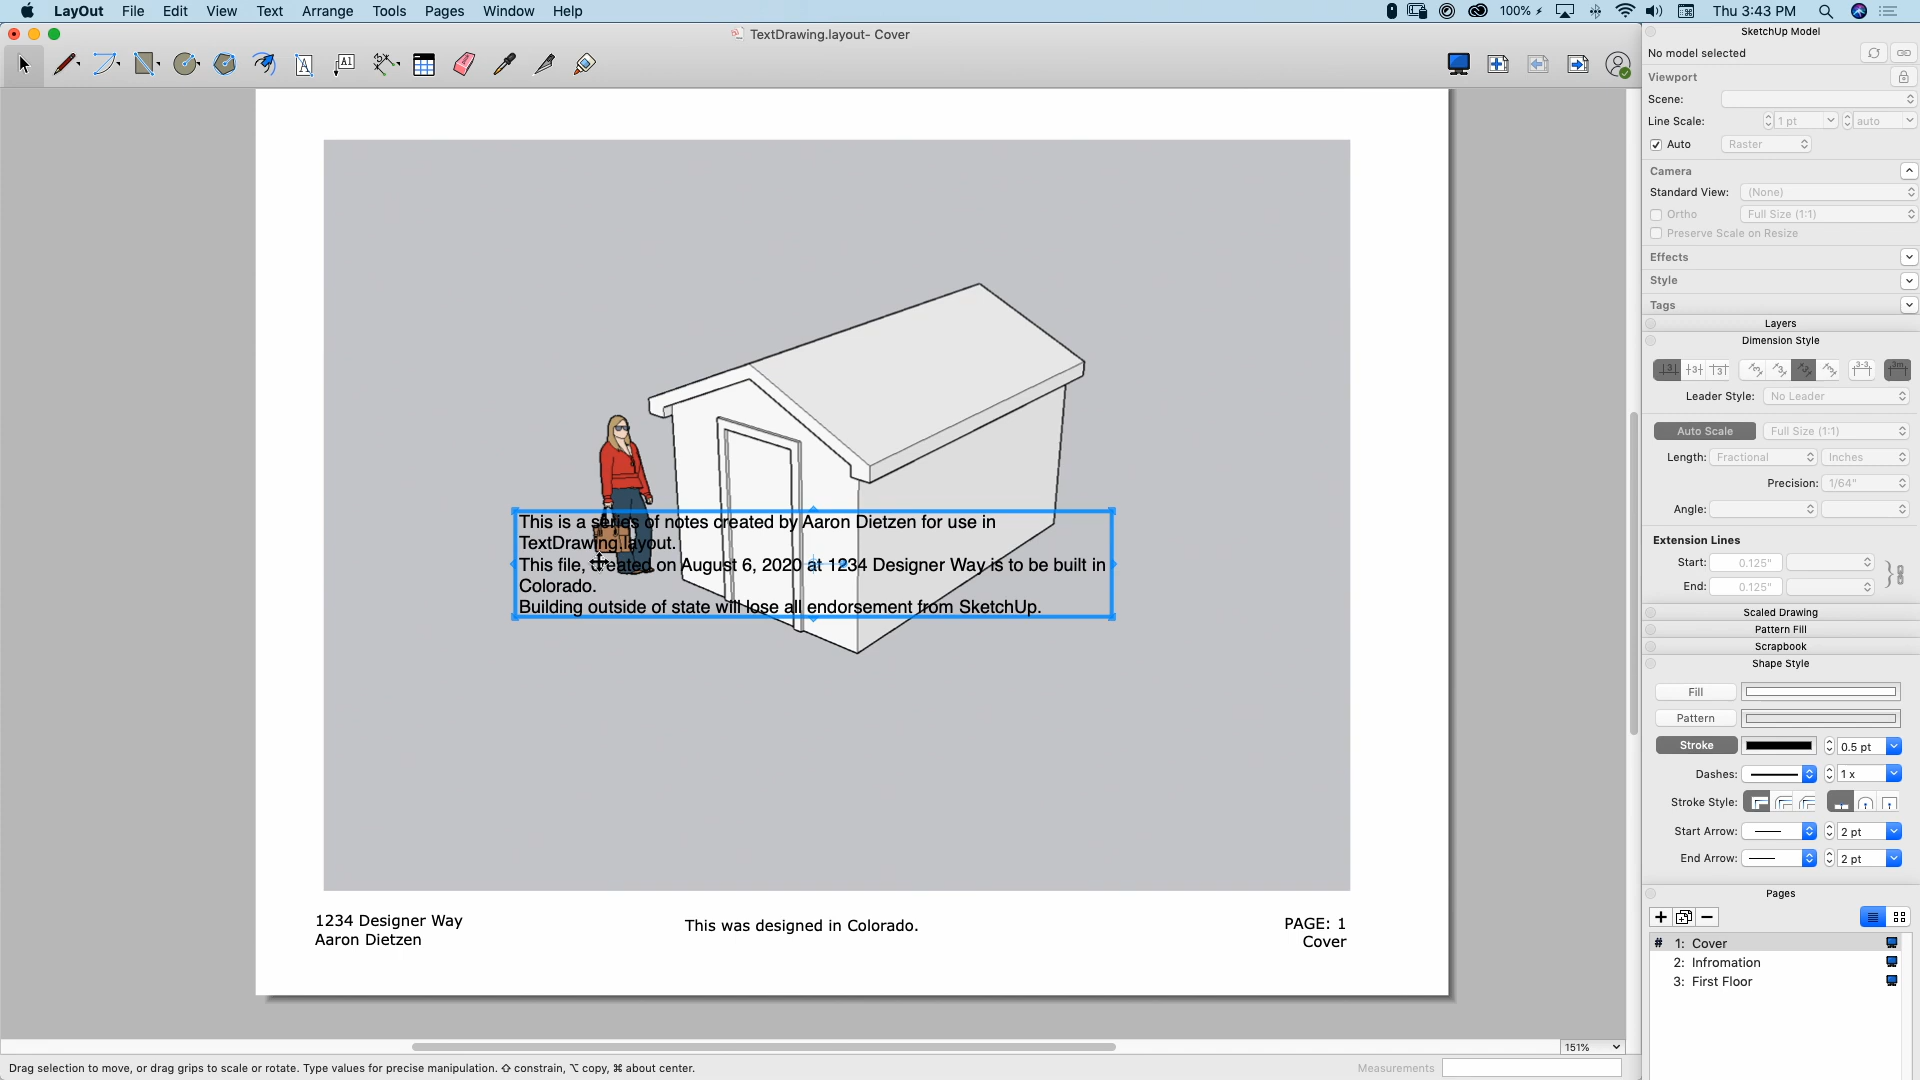 LayOut File Edit View Text Arrange Tools Pages Window Help
100% Thu 3:43 PM
TextDrawing.layout- Cover
A
A1
This is a series of notes created by Aaron Dietzen for use in
TextDrawing.layout.
This file, created on August 6, 2020 at 1234 Designer Way is to be built in
Colorado.
Building outside of state will lose all endorsement from SketchUp.
1234 Designer Way
Aaron Dietzen
This was designed in Colorado.
PAGE: 1
Cover
SketchUp Model
No model selected
Viewport
Scene:
Line Scale: 1 pt auto
Auto Raster
Camera
Standard View: (None)
Ortho Full Size (1:1)
Preserve Scale on Resize
Effects
Style
Tags
Layers
Dimension Style
Leader Style: No Leader
Auto Scale Full Size (1:1)
Length: Fractional Inches
Precision: 1/64"
Angle:
Extension Lines
Start: 0.125"
End: 0.125"
Scaled Drawing
Pattern Fill
Scrapbook
Shape Style
Fill
Pattern
Stroke 0.5 pt
Dashes: 1 x
Stroke Style:
Start Arrow: 2 pt
End Arrow: 2 pt
Pages
# 1: Cover
2: Infromation
3: First Floor
151%
Drag selection to move, or drag grips to scale or rotate. Type values for precise manipulation. ⇧ constrain, ⌥ copy, ⌘ about center.
Measurements